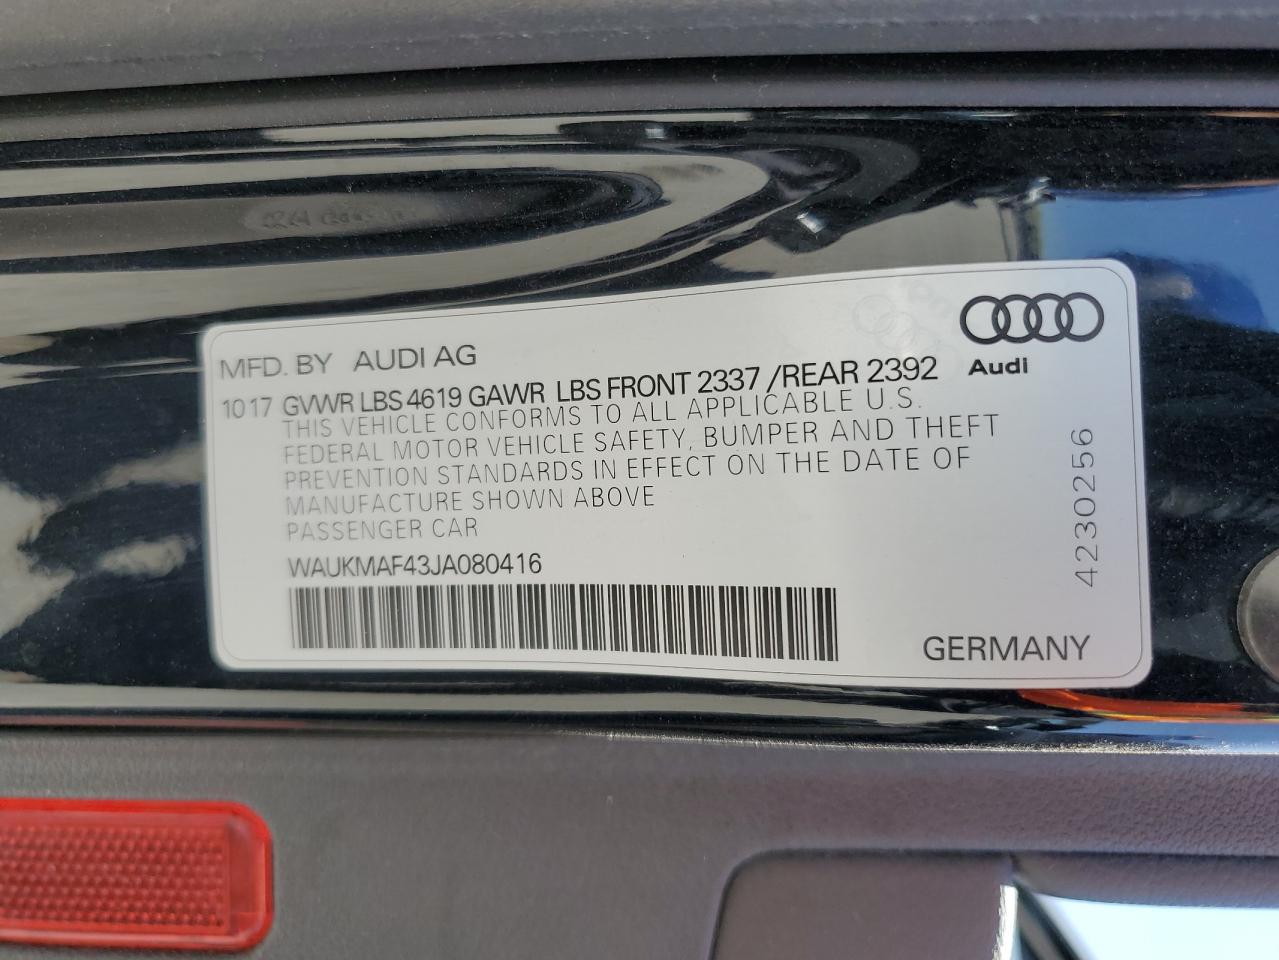 MFD. BY AUDI AG
1017 GVWR LBS 4619 GAWR LBS FRONT 2337 /REAR 2392
THIS VEHICLE CONFORMS TO ALL APPLICABLE U.S.
FEDERAL MOTOR VEHICLE SAFETY, BUMPER AND THEFT
PREVENTION STANDARDS IN EFFECT ON THE DATE OF
MANUFACTURE SHOWN ABOVE
PASSENGER CAR
WAUKMAF43JA080416
Audi
4230256
GERMANY